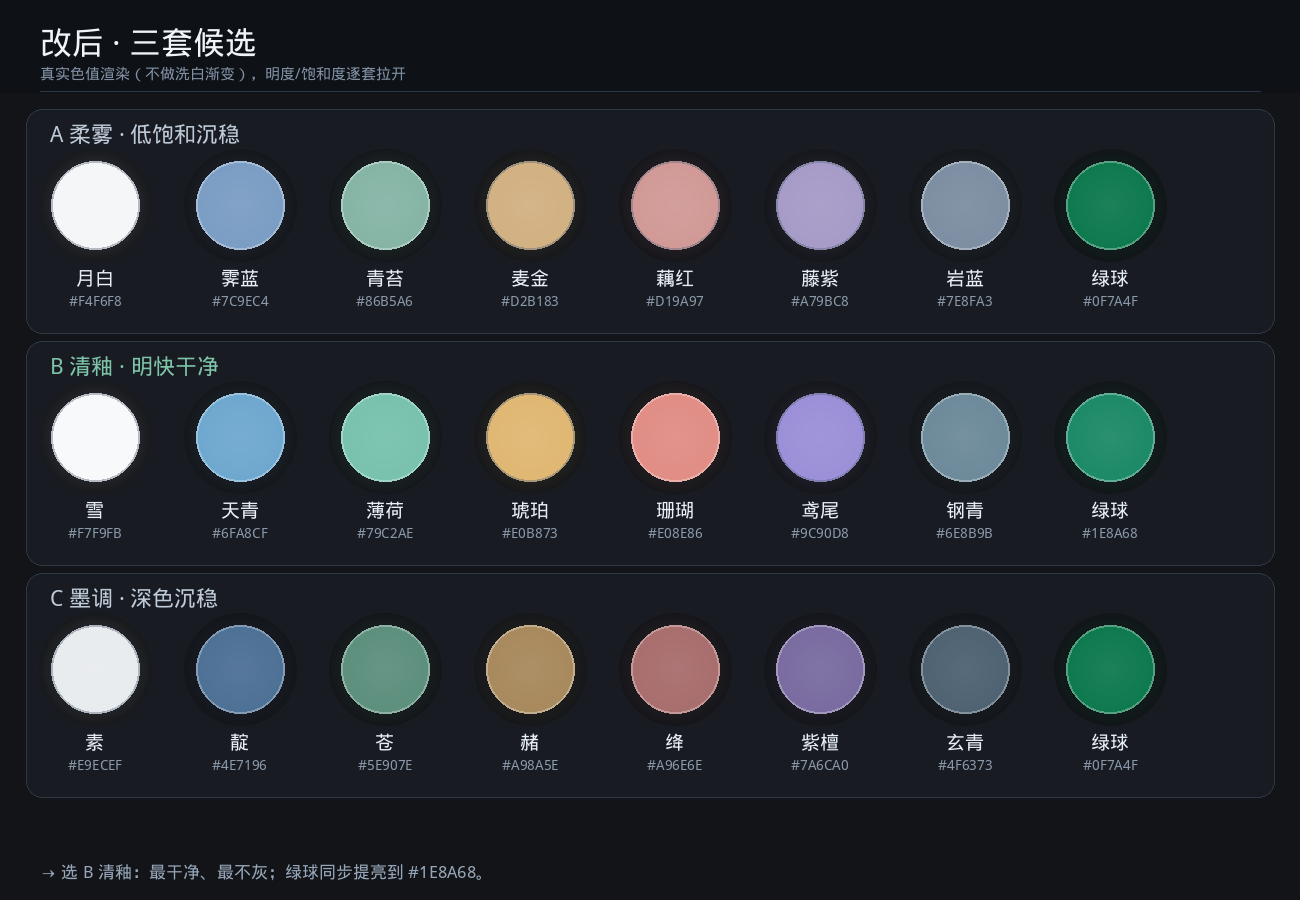 改后 · 三套候选
真实色值渲染（不做洗白渐变），明度/饱和度逐套拉开
A 柔雾 · 低饱和沉稳
月白 霁蓝 青苔 麦金 藕红 藤紫 岩蓝 绿球
#F4F6F8 #7C9EC4 #86B5A6 #D2B183 #D19A97 #A79BC8 #7E8FA3 #0F7A4F
B 清釉 · 明快干净
雪 天青 薄荷 琥珀 珊瑚 鸢尾 钢青 绿球
#F7F9FB #6FA8CF #79C2AE #E0B873 #E08E86 #9C90D8 #6E8B9B #1E8A68
C 墨调 · 深色沉稳
素 靛 苍 赭 绛 紫檀 玄青 绿球
#E9ECEF #4E7196 #5E907E #A98A5E #A96E6E #7A6CA0 #4F6373 #0F7A4F
→ 选 B 清釉：最干净、最不灰；绿球同步提亮到 #1E8A68。